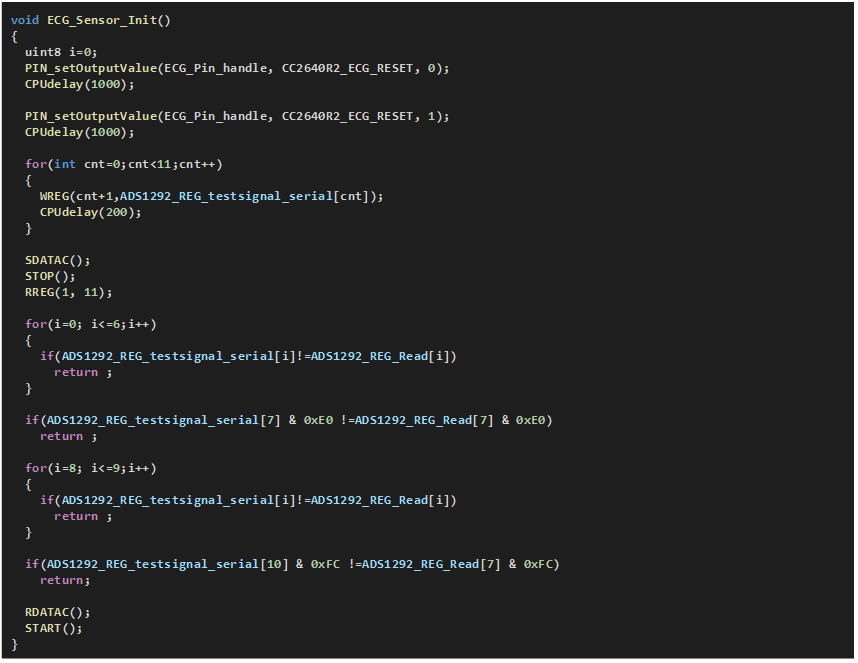 void ECG_Sensor_Init()
{
  uint8 i=0;
  PIN_setOutputValue(ECG_Pin_handle, CC2640R2_ECG_RESET, 0);
  CPUdelay(1000);

  PIN_setOutputValue(ECG_Pin_handle, CC2640R2_ECG_RESET, 1);
  CPUdelay(1000);

  for(int cnt=0;cnt<11;cnt++)
  {
    WREG(cnt+1,ADS1292_REG_testsignal_serial[cnt]);
    CPUdelay(200);
  }

  SDATAC();
  STOP();
  RREG(1, 11);

  for(i=0; i<=6;i++)
  {
    if(ADS1292_REG_testsignal_serial[i]!=ADS1292_REG_Read[i])
      return ;
  }

  if(ADS1292_REG_testsignal_serial[7] & 0xE0 !=ADS1292_REG_Read[7] & 0xE0)
    return ;

  for(i=8; i<=9;i++)
  {
    if(ADS1292_REG_testsignal_serial[i]!=ADS1292_REG_Read[i])
      return ;
  }

  if(ADS1292_REG_testsignal_serial[10] & 0xFC !=ADS1292_REG_Read[7] & 0xFC)
    return;

  RDATAC();
  START();
}